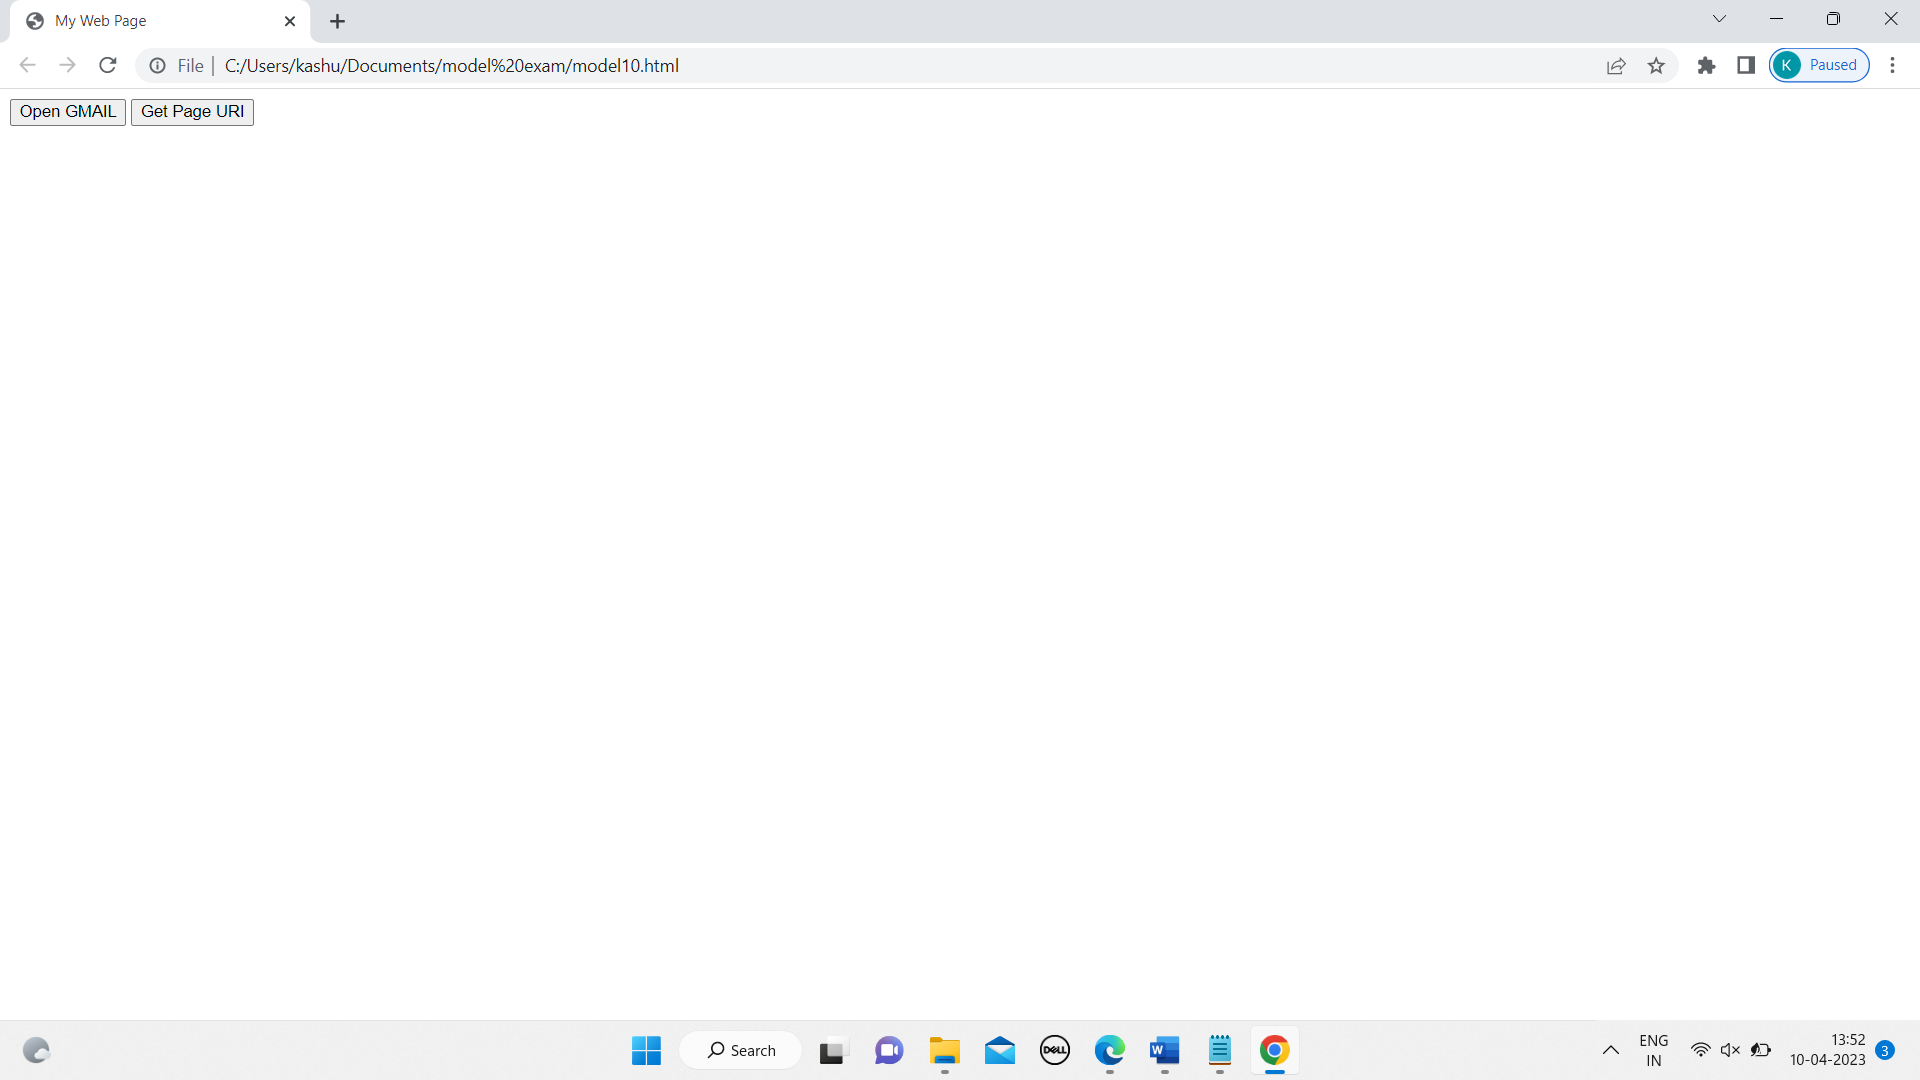 My Web Page
File | C:/Users/kashu/Documents/model%20exam/model10.html
K Paused
Open GMAIL Get Page URI
Search
DELL
W
ENG
IN
13:52
10-04-2023
3